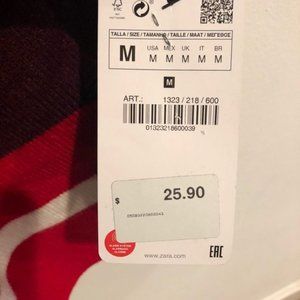 TALLA / SIZE / TAMANHO / TAILLE / MAAT / ΜΕΓΕΘΟΣ
M
USA MEX UK IT BR
M M M M M
M
ART.: 1323 / 218 / 600
01323218600039
$ 25.90
www.zara.com
EAC